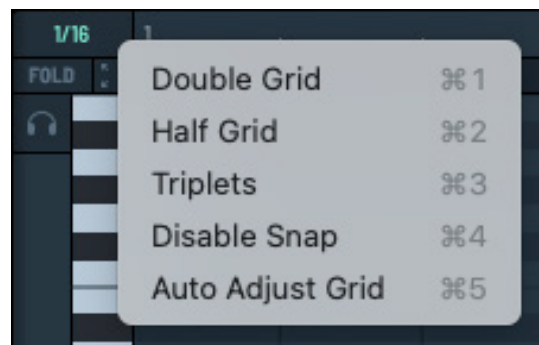 1/16 1
FOLD
Double Grid ⌘1
Half Grid ⌘2
Triplets ⌘3
Disable Snap ⌘4
Auto Adjust Grid ⌘5